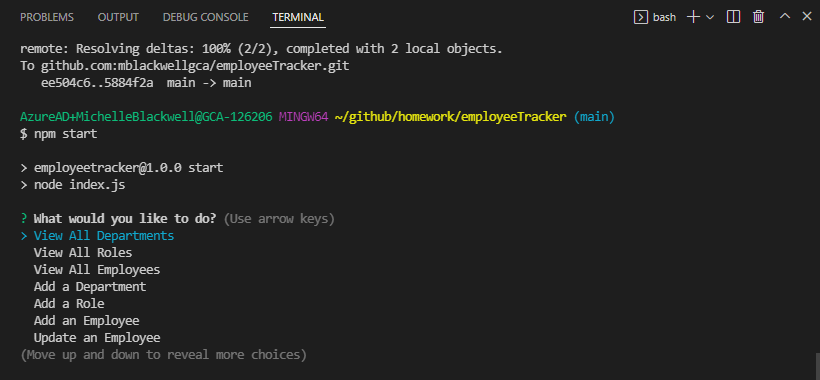 PROBLEMS OUTPUT DEBUG CONSOLE TERMINAL bash
remote: Resolving deltas: 100% (2/2), completed with 2 local objects.
To github.com:mblackwellgca/employeeTracker.git
ee504c6..5884f2a main -> main
AzureAD+MichelleBlackwell@GCA-126206 MINGW64 ~/github/homework/employeeTracker (main)
$ npm start
> employeetracker@1.0.0 start
> node index.js
? What would you like to do? (Use arrow keys)
> View All Departments
View All Roles
View All Employees
Add a Department
Add a Role
Add an Employee
Update an Employee
(Move up and down to reveal more choices)